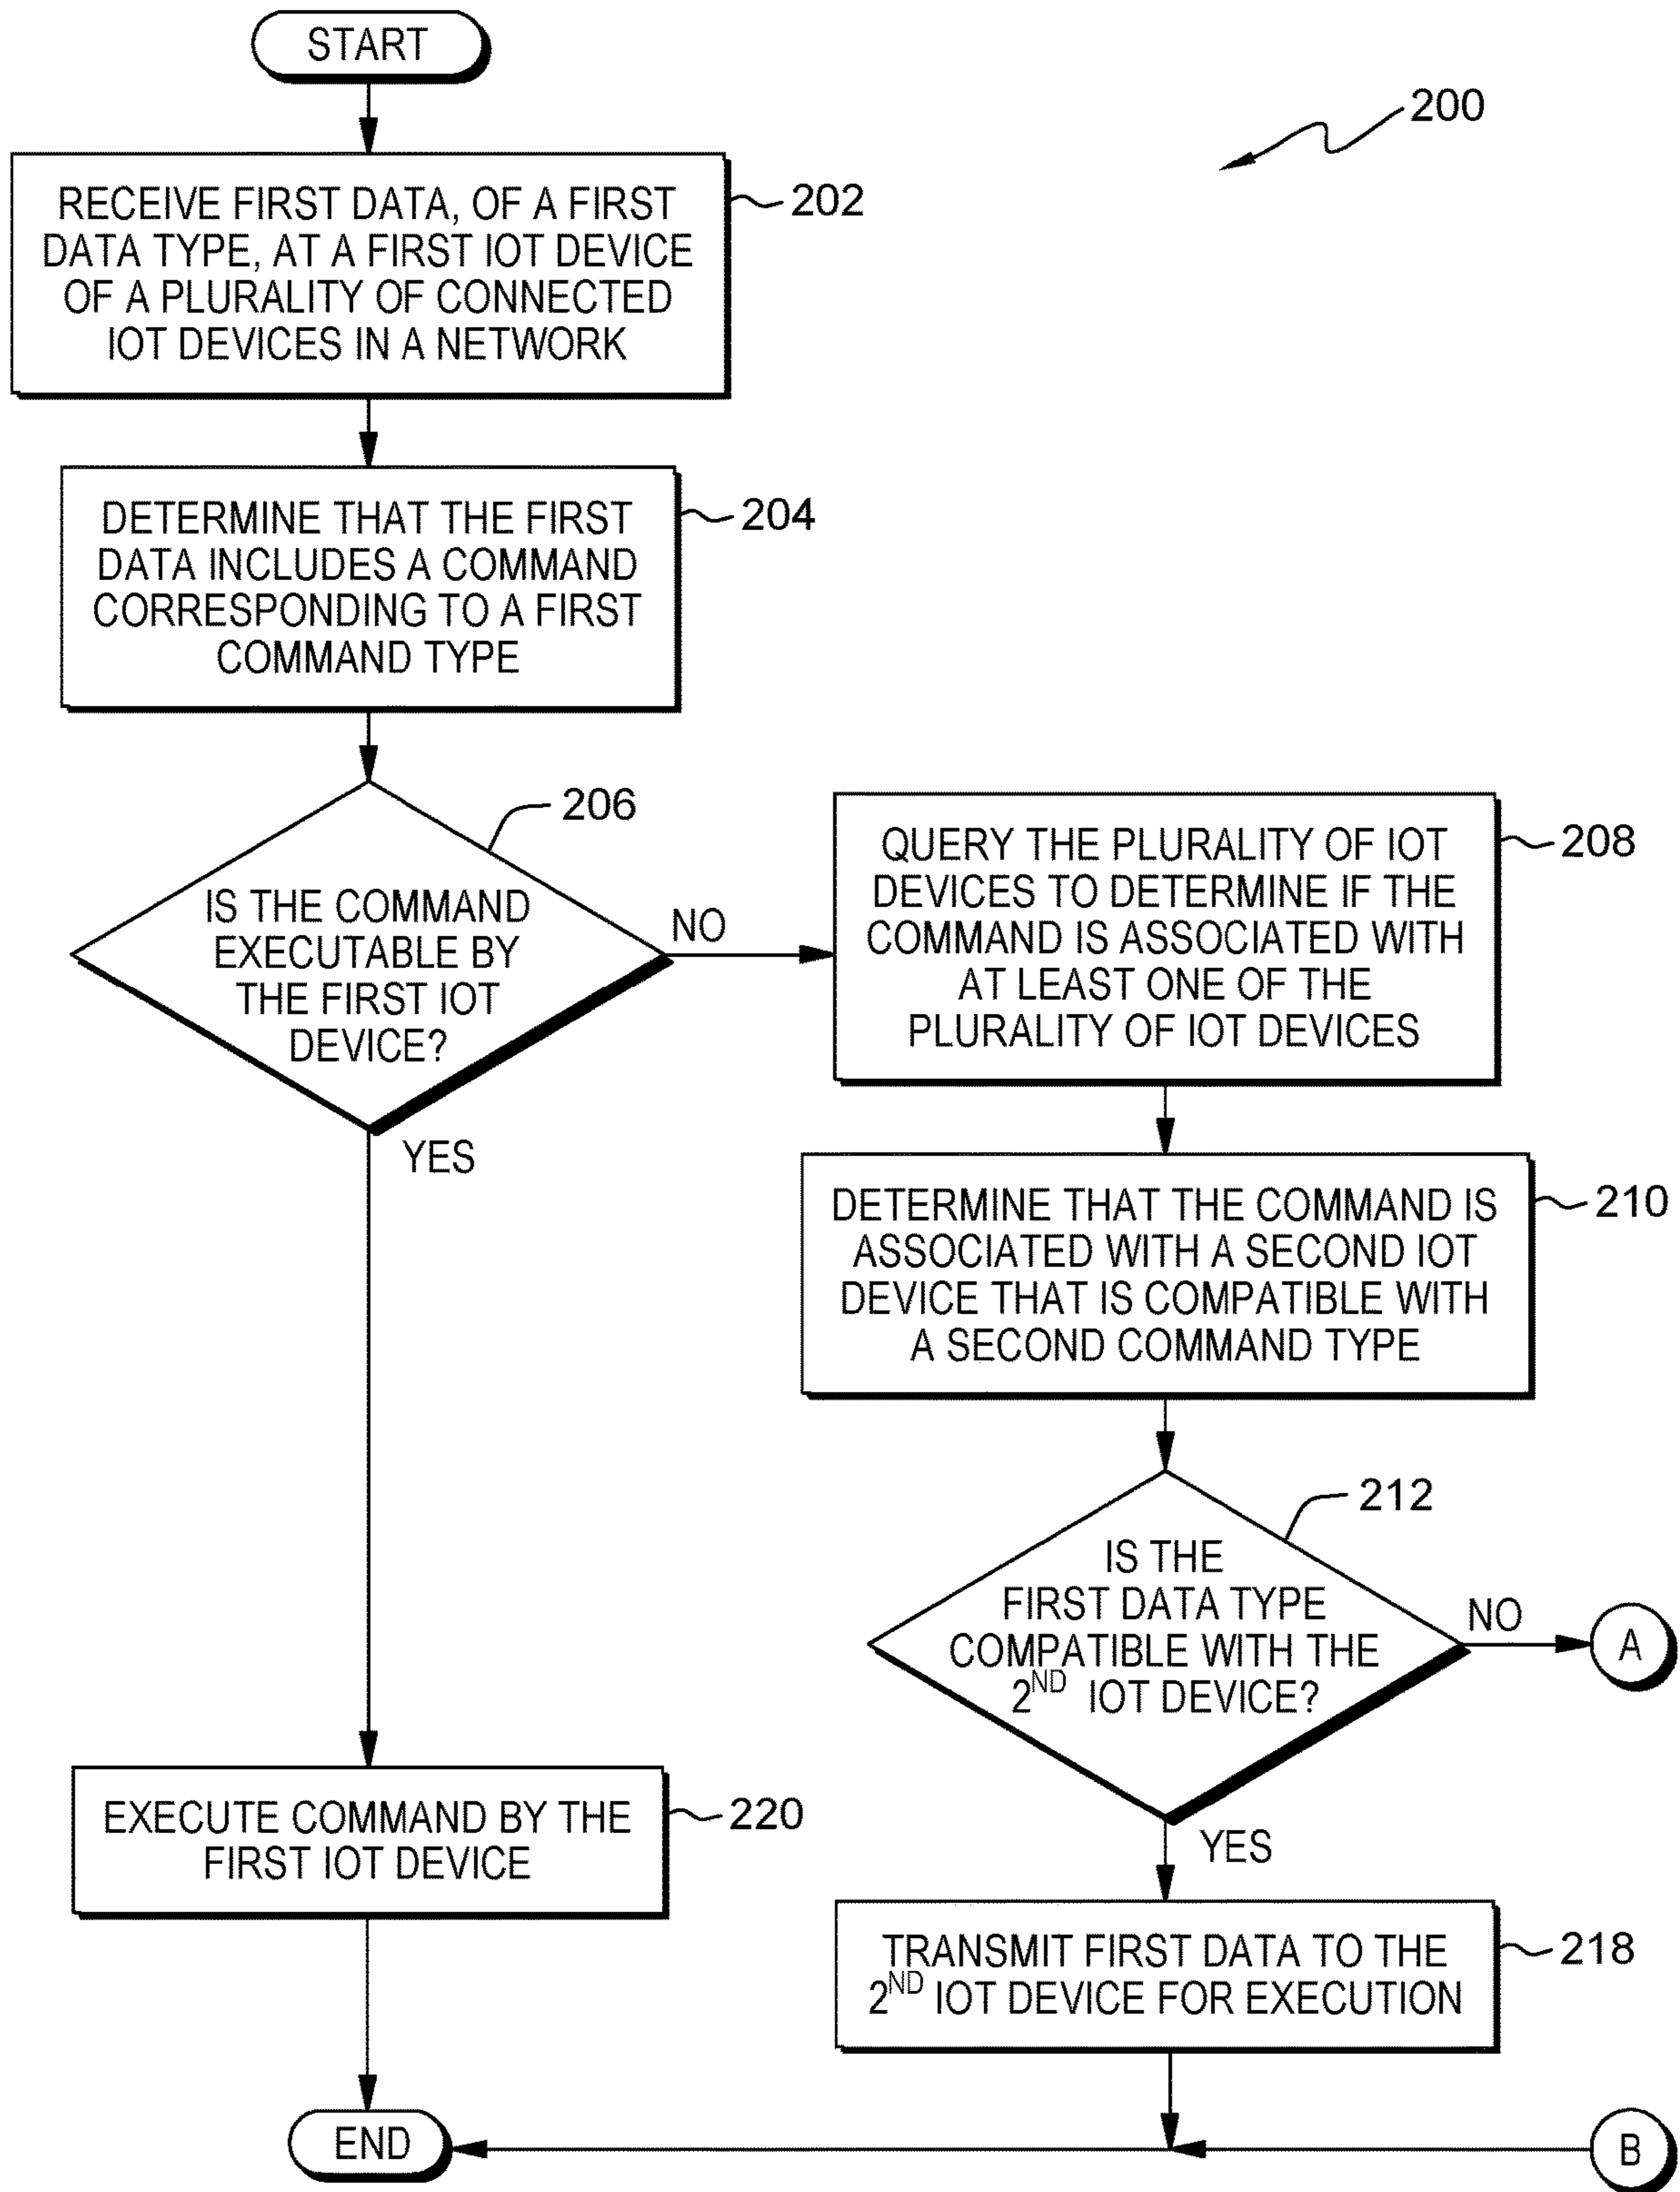 START
200
RECEIVE FIRST DATA, OF A FIRST
DATA TYPE, AT A FIRST IOT DEVICE
OF A PLURALITY OF CONNECTED
IOT DEVICES IN A NETWORK
202
DETERMINE THAT THE FIRST
DATA INCLUDES A COMMAND
CORRESPONDING TO A FIRST
COMMAND TYPE
204
IS THE COMMAND
EXECUTABLE BY
THE FIRST IOT
DEVICE?
206
NO
YES
QUERY THE PLURALITY OF IOT
DEVICES TO DETERMINE IF THE
COMMAND IS ASSOCIATED WITH
AT LEAST ONE OF THE
PLURALITY OF IOT DEVICES
208
DETERMINE THAT THE COMMAND IS
ASSOCIATED WITH A SECOND IOT
DEVICE THAT IS COMPATIBLE WITH
A SECOND COMMAND TYPE
210
IS THE
FIRST DATA TYPE
COMPATIBLE WITH THE
2ND IOT DEVICE?
212
NO
A
YES
EXECUTE COMMAND BY THE
FIRST IOT DEVICE
220
TRANSMIT FIRST DATA TO THE
2ND IOT DEVICE FOR EXECUTION
218
END
B